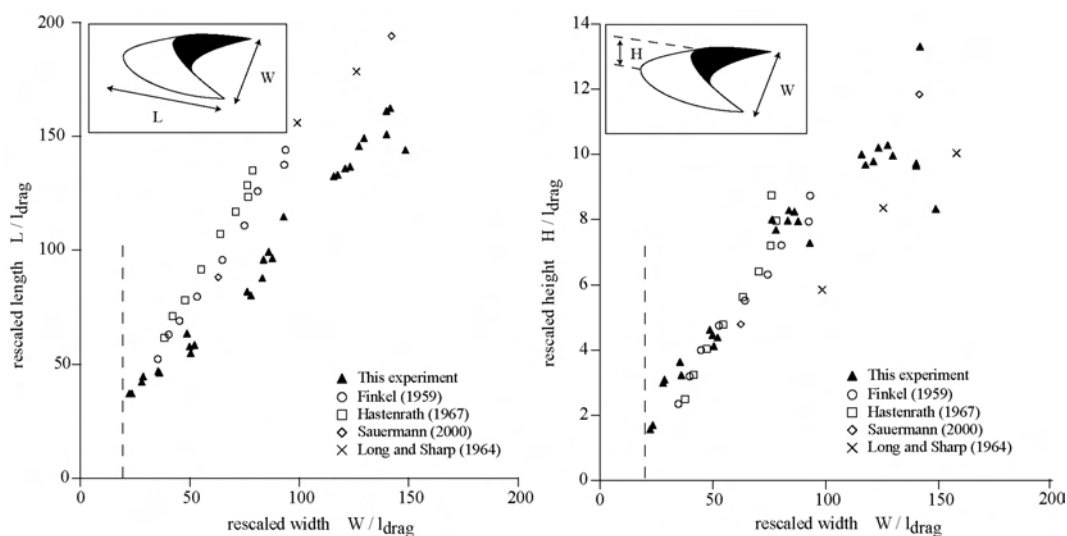 200
150
100
50
0
0
50
100
150
200
rescaled length L / ldrag
rescaled width W / ldrag
L
W
This experiment
Finkel (1959)
Hastenrath (1967)
Sauermann (2000)
Long and Sharp (1964)
14
12
10
8
6
4
2
0
0
50
100
150
200
rescaled height H / ldrag
rescaled width W / ldrag
H
W
This experiment
Finkel (1959)
Hastenrath (1967)
Sauermann (2000)
Long and Sharp (1964)